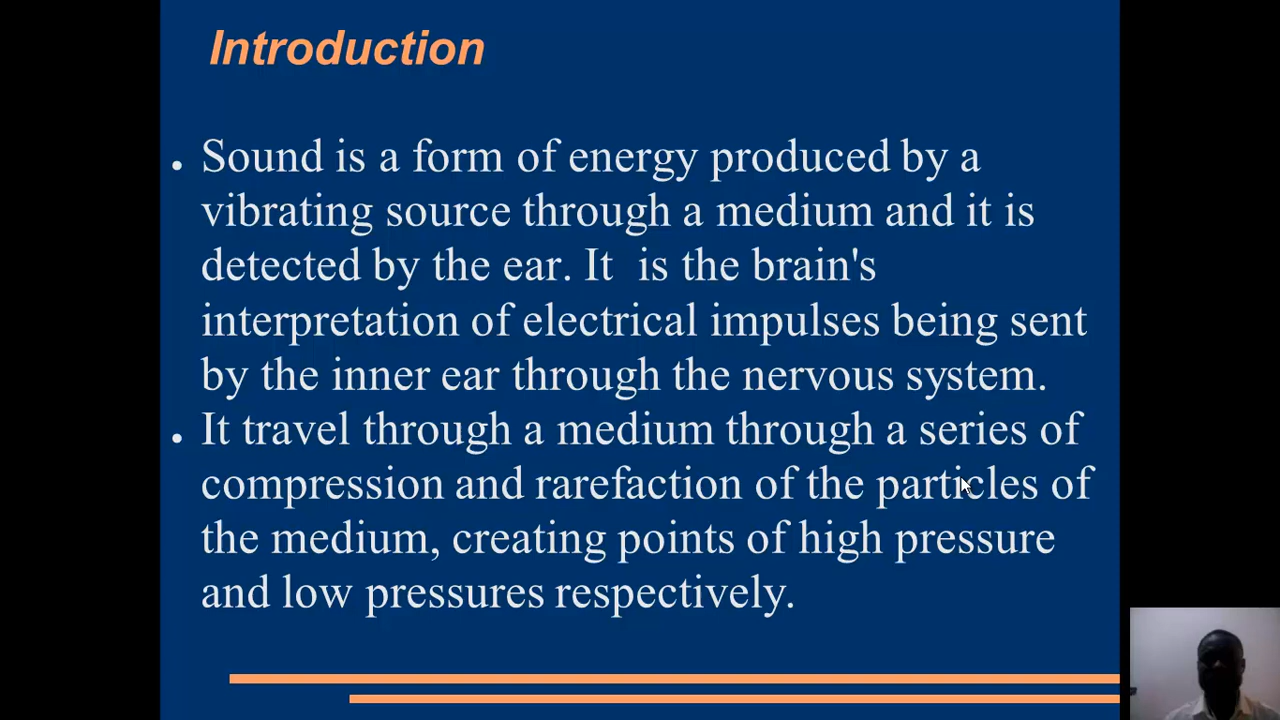 Introduction
● Sound is a form of energy produced by a
vibrating source through a medium and it is
detected by the ear. It  is the brain's
interpretation of electrical impulses being sent
by the inner ear through the nervous system.
● It travel through a medium through a series of
compression and rarefaction of the particles of
the medium, creating points of high pressure
and low pressures respectively.